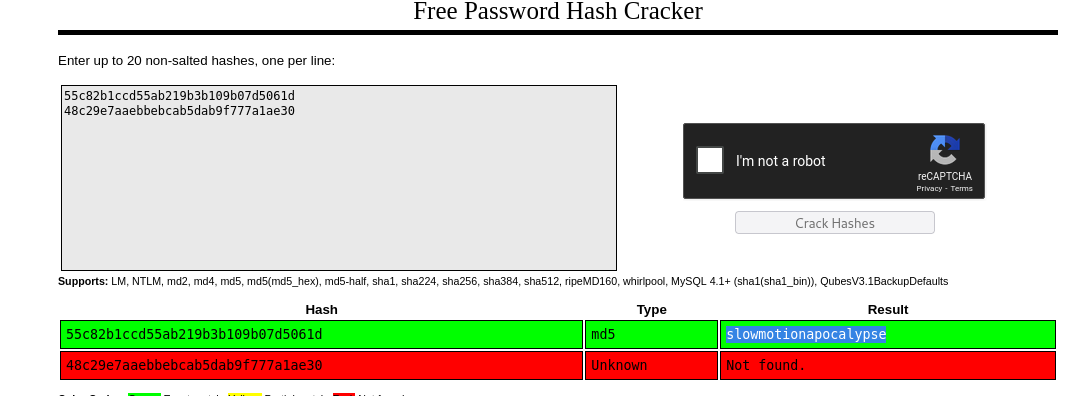 Free Password Hash Cracker
Enter up to 20 non-salted hashes, one per line:
55c82b1ccd55ab219b3b109b07d5061d
48c29e7aaebbebcab5dab9f777a1ae30
I'm not a robot
reCAPTCHA
Privacy - Terms
Crack Hashes
Supports: LM, NTLM, md2, md4, md5, md5(md5_hex), md5-half, sha1, sha224, sha256, sha384, sha512, ripeMD160, whirlpool, MySQL 4.1+ (sha1(sha1_bin)), QubesV3.1BackupDefaults
Hash Type Result
55c82b1ccd55ab219b3b109b07d5061d md5 slowmotionapocalypse
48c29e7aaebbebcab5dab9f777a1ae30 Unknown Not found.